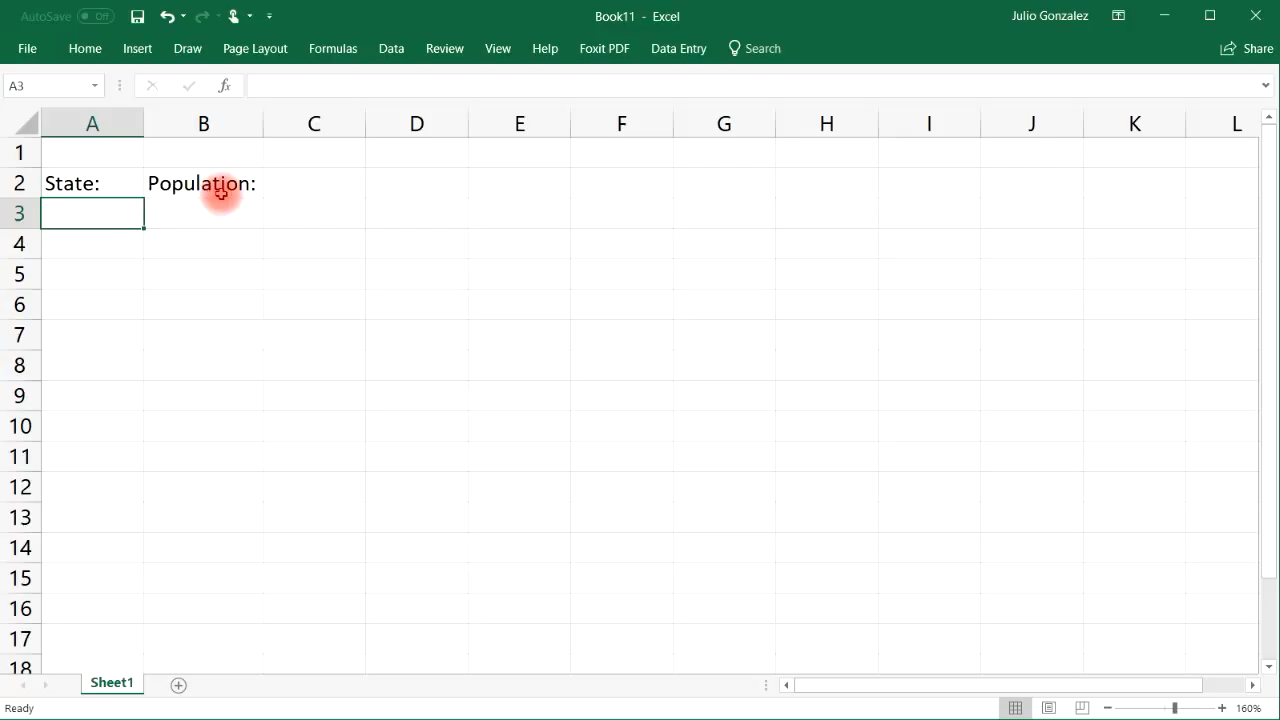 AutoSave Off Book11 - Excel Julio Gonzalez
File Home Insert Draw Page Layout Formulas Data Review View Help Foxit PDF Data Entry Search Share
A3 fx
A B C D E F G H I J K L
1
2 State: Population:
3
4
5
6
7
8
9
10
11
12
13
14
15
16
17
18
Sheet1
Ready 160%